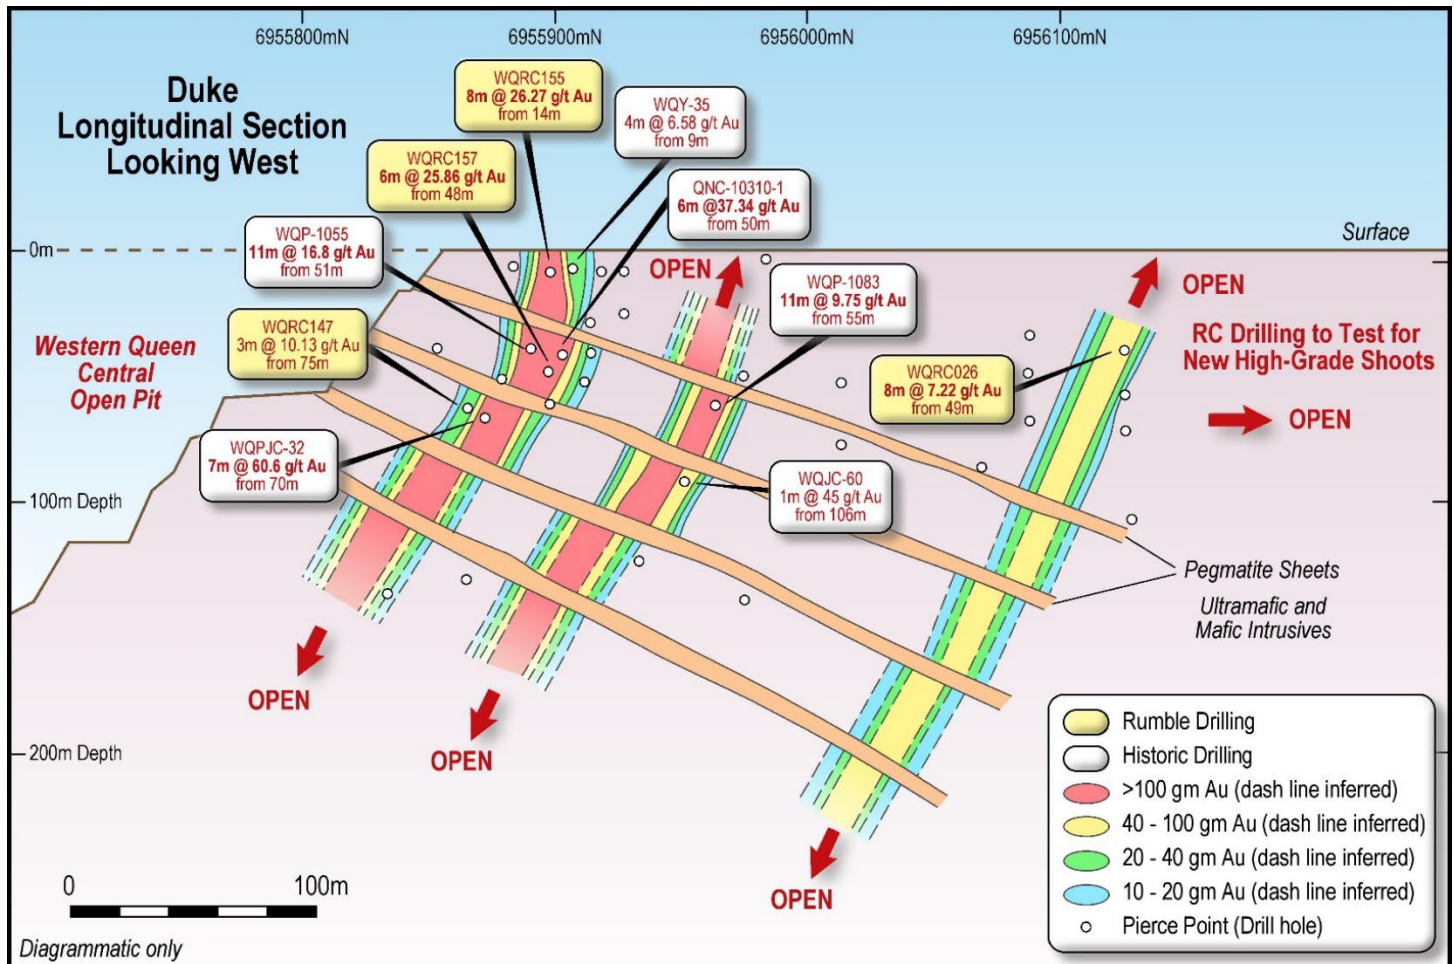 6955800mN
6955900mN
6956000mN
6956100mN
Duke
Longitudinal Section
Looking West
WQRC155
8m @ 26.27 g/t Au
from 14m
WQY-35
4m @ 6.58 g/t Au
from 9m
WQRC157
6m @ 25.86 g/t Au
from 48m
QNC-10310-1
6m @37.34 g/t Au
from 50m
WQP-1055
11m @ 16.8 g/t Au
from 51m
0m
Surface
OPEN
OPEN
WQP-1083
11m @ 9.75 g/t Au
from 55m
WQRC147
3m @ 10.13 g/t Au
from 75m
Western Queen
Central
Open Pit
RC Drilling to Test for
New High-Grade Shoots
WQRC026
8m @ 7.22 g/t Au
from 49m
OPEN
WQPJC-32
7m @ 60.6 g/t Au
from 70m
WQJC-60
1m @ 45 g/t Au
from 106m
100m Depth
Pegmatite Sheets
Ultramafic and
Mafic Intrusives
OPEN
OPEN
OPEN
200m Depth
Rumble Drilling
Historic Drilling
>100 gm Au (dash line inferred)
40 - 100 gm Au (dash line inferred)
20 - 40 gm Au (dash line inferred)
10 - 20 gm Au (dash line inferred)
Pierce Point (Drill hole)
0
100m
Diagrammatic only